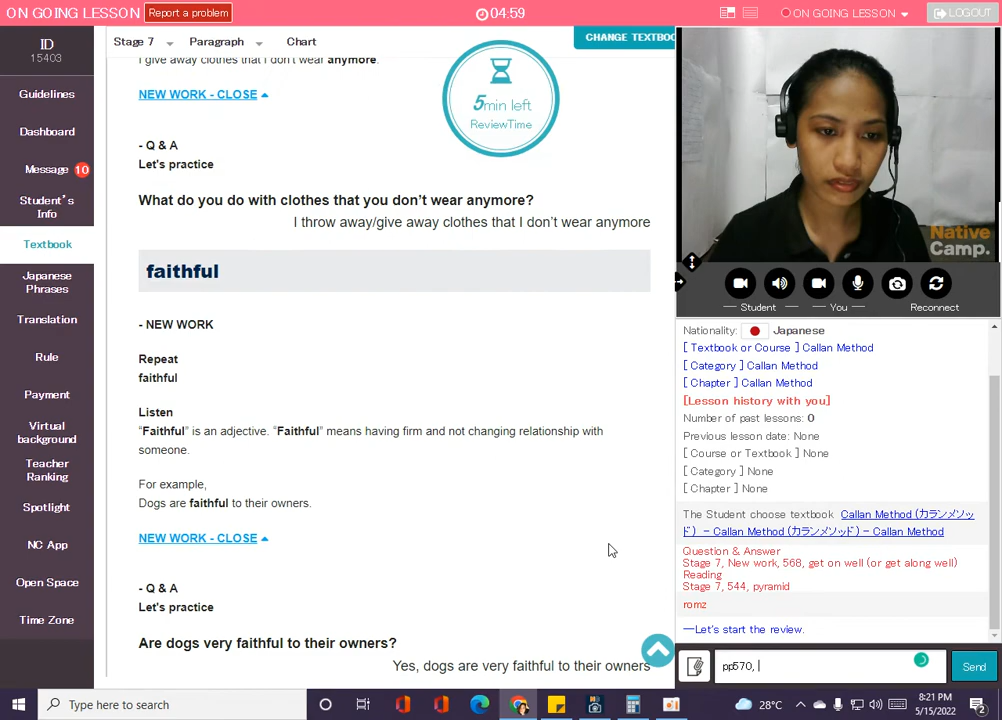 ON GOING LESSON Report a problem 04:59 ON GOING LESSON LOGOUT
ID
15403
Guidelines
Dashboard
Message 10
Student's
Info
Textbook
Japanese
Phrases
Translation
Rule
Payment
Virtual
background
Teacher
Ranking
Spotlight
NC App
Open Space
Time Zone
Stage 7 Paragraph Chart CHANGE TEXTBOO
I give away clothes that I don't wear anymore.
NEW WORK - CLOSE
5min left
ReviewTime
- Q & A
Let's practice
What do you do with clothes that you don't wear anymore?
I throw away/give away clothes that I don't wear anymore
faithful
- NEW WORK
Repeat
faithful
Listen
“Faithful” is an adjective. “Faithful” means having firm and not changing relationship with
someone.
For example,
Dogs are faithful to their owners.
NEW WORK - CLOSE
- Q & A
Let's practice
Are dogs very faithful to their owners?
Yes, dogs are very faithful to their owners
Native
Camp.
— Student — — You — Reconnect
Nationality: Japanese
[ Textbook or Course ] Callan Method
[ Category ] Callan Method
[ Chapter ] Callan Method
[Lesson history with you]
Number of past lessons: 0
Previous lesson date: None
[ Course or Textbook ] None
[ Category ] None
[ Chapter ] None
The Student choose textbook Callan Method (カランメソッ
ド) - Callan Method (カランメソッド) - Callan Method
Question & Answer
Stage 7, New work, 568, get on well (or get along well)
Reading
Stage 7, 544, pyramid
romz
—Let's start the review.
pp570, Send
Type here to search
28°C
8:21 PM
5/15/2022
2